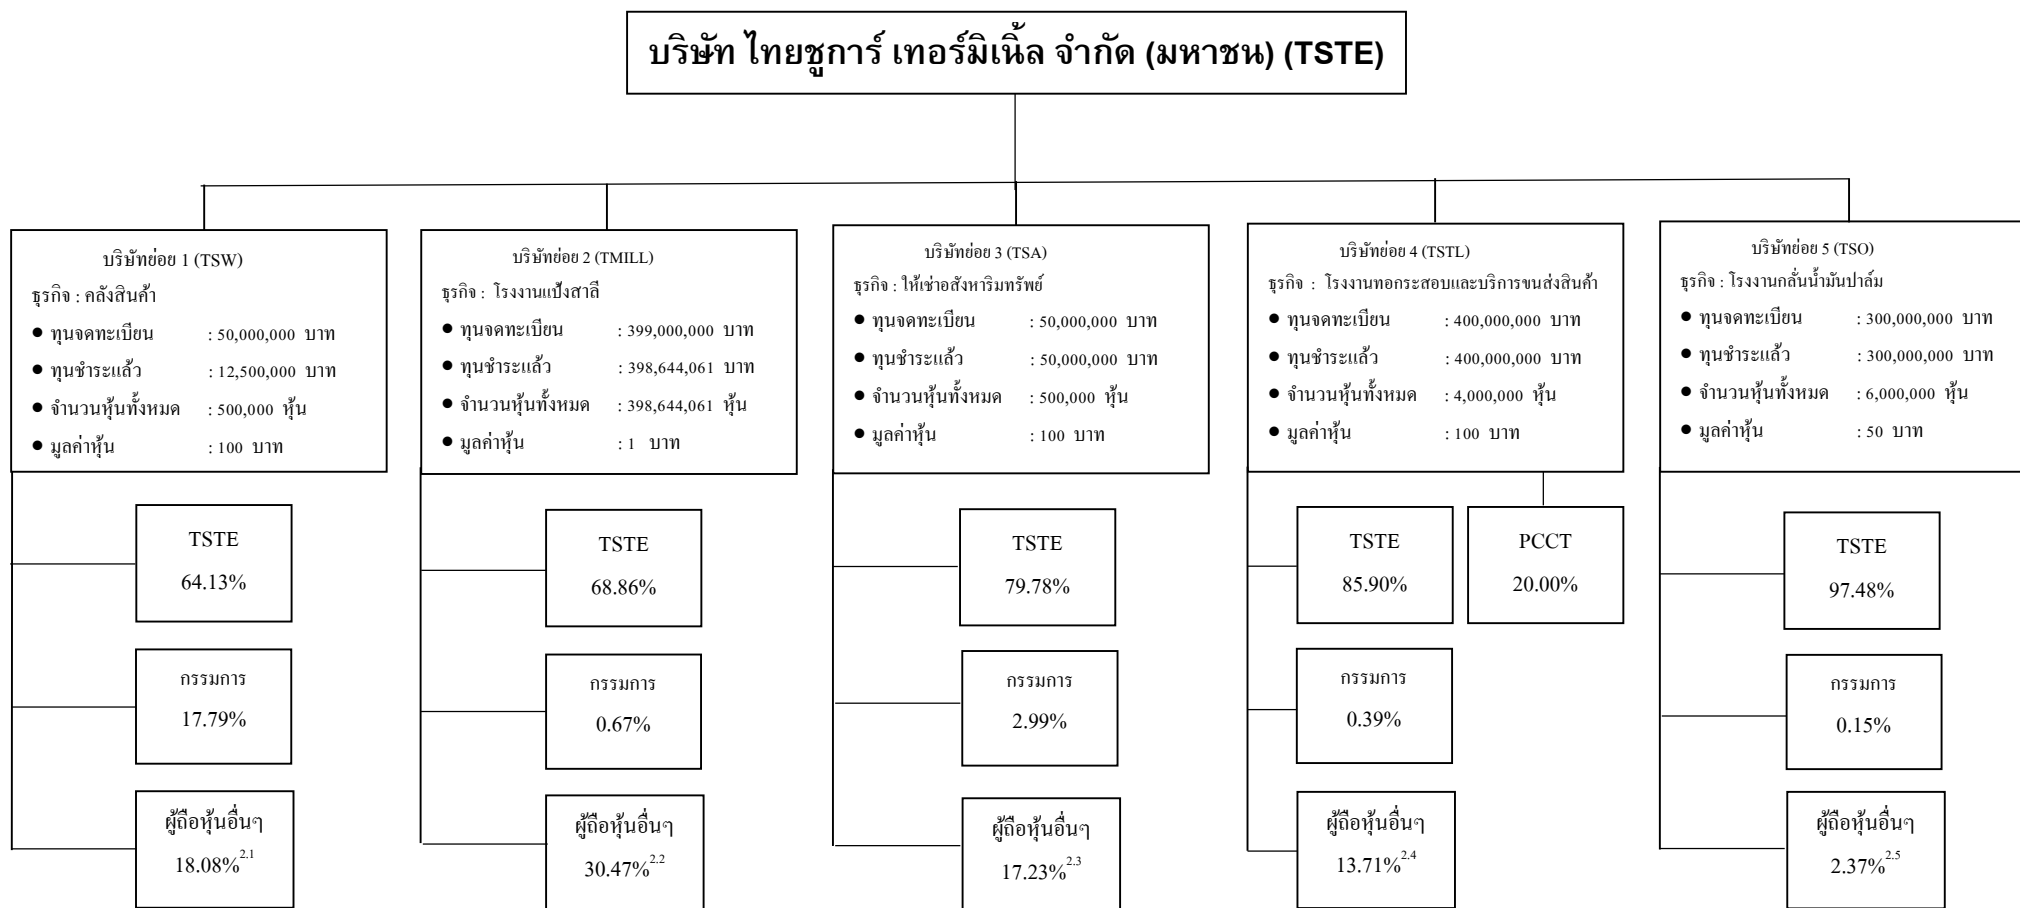 บริษัท ไทยชูการ์ เทอร์มิเนิ้ล จำกัด (มหาชน) (TSTE)
บริษัทย่อย 1 (TSW)
ธุรกิจ : คลังสินค้า
● ทุนจดทะเบียน : 50,000,000 บาท
● ทุนชำระแล้ว : 12,500,000 บาท
● จำนวนหุ้นทั้งหมด : 500,000 หุ้น
● มูลค่าหุ้น : 100 บาท
TSTE
64.13%
กรรมการ
17.79%
ผู้ถือหุ้นอื่นๆ
18.08%2.1
บริษัทย่อย 2 (TMILL)
ธุรกิจ : โรงงานแป้งสาลี
● ทุนจดทะเบียน : 399,000,000 บาท
● ทุนชำระแล้ว : 398,644,061 บาท
● จำนวนหุ้นทั้งหมด : 398,644,061 หุ้น
● มูลค่าหุ้น : 1 บาท
TSTE
68.86%
กรรมการ
0.67%
ผู้ถือหุ้นอื่นๆ
30.47%2.2
บริษัทย่อย 3 (TSA)
ธุรกิจ : ให้เช่าอสังหาริมทรัพย์
● ทุนจดทะเบียน : 50,000,000 บาท
● ทุนชำระแล้ว : 50,000,000 บาท
● จำนวนหุ้นทั้งหมด : 500,000 หุ้น
● มูลค่าหุ้น : 100 บาท
TSTE
79.78%
กรรมการ
2.99%
ผู้ถือหุ้นอื่นๆ
17.23%2.3
บริษัทย่อย 4 (TSTL)
ธุรกิจ : โรงงานทอกระสอบและบริการขนส่งสินค้า
● ทุนจดทะเบียน : 400,000,000 บาท
● ทุนชำระแล้ว : 400,000,000 บาท
● จำนวนหุ้นทั้งหมด : 4,000,000 หุ้น
● มูลค่าหุ้น : 100 บาท
TSTE
85.90%
PCCT
20.00%
กรรมการ
0.39%
ผู้ถือหุ้นอื่นๆ
13.71%2.4
บริษัทย่อย 5 (TSO)
ธุรกิจ : โรงงานกลั่นน้ำมันปาล์ม
● ทุนจดทะเบียน : 300,000,000 บาท
● ทุนชำระแล้ว : 300,000,000 บาท
● จำนวนหุ้นทั้งหมด : 6,000,000 หุ้น
● มูลค่าหุ้น : 50 บาท
TSTE
97.48%
กรรมการ
0.15%
ผู้ถือหุ้นอื่นๆ
2.37%2.5